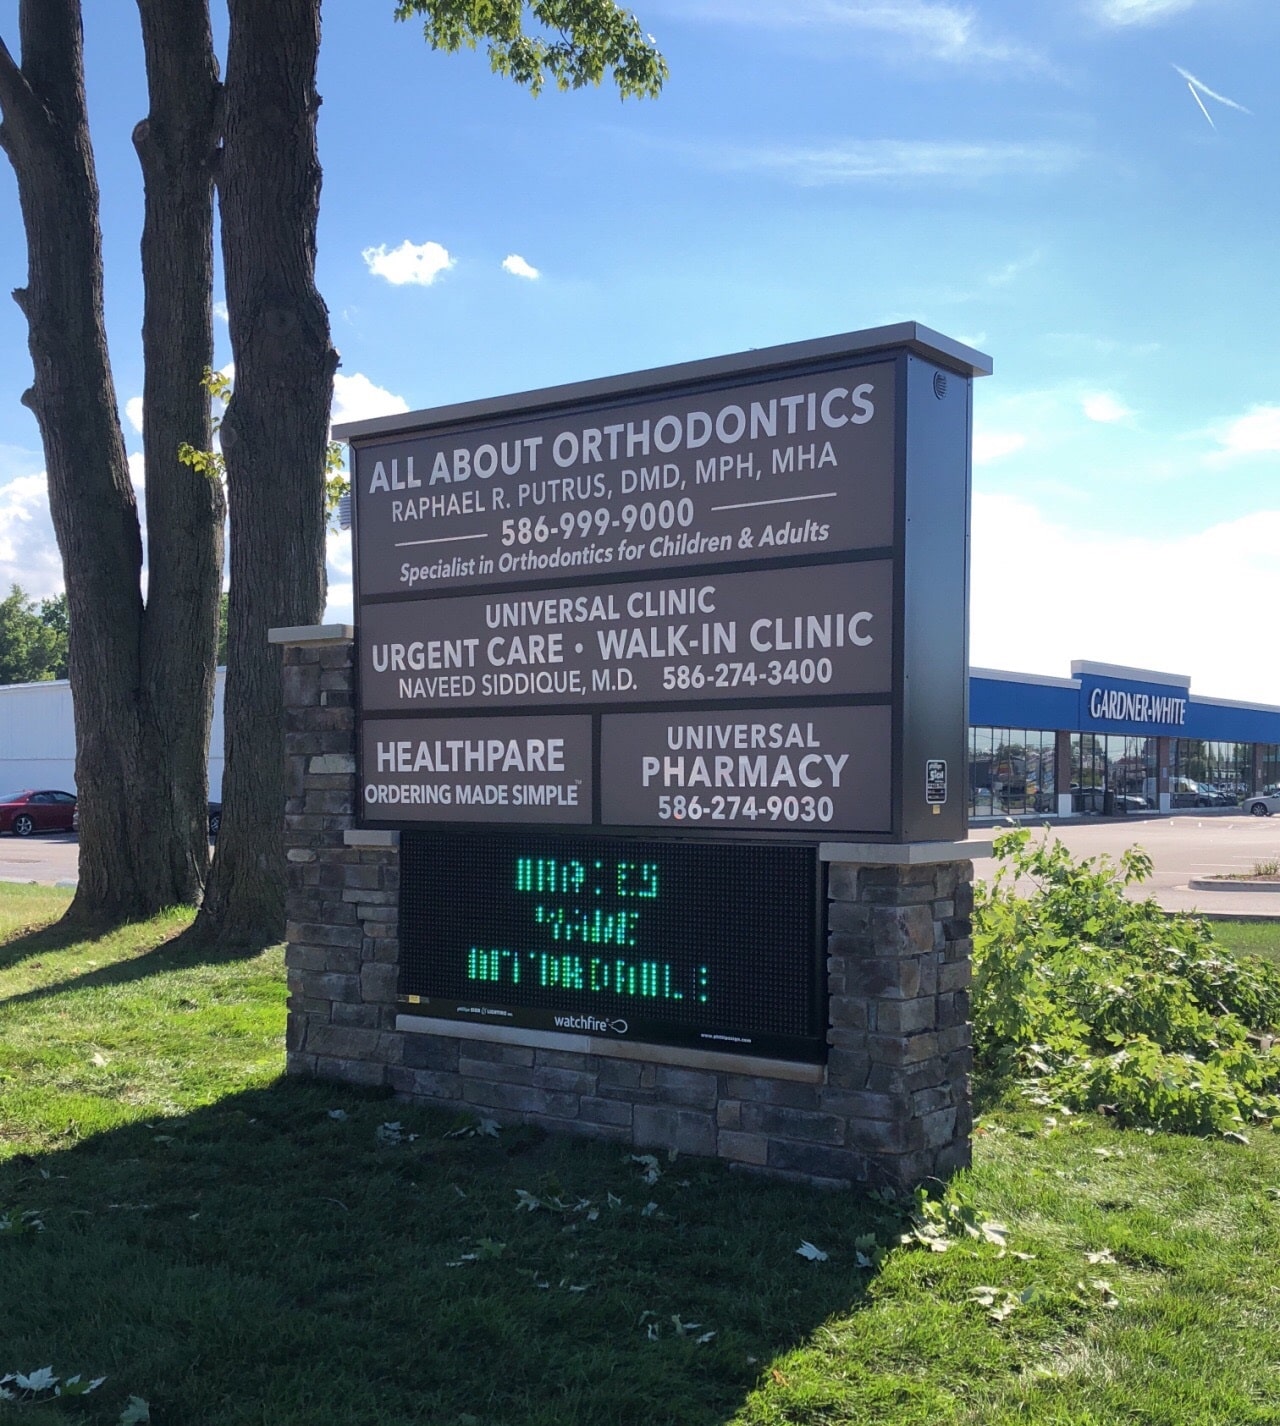 ALL ABOUT ORTHODONTICS
RAPHAEL R. PUTRUS, DMD, MPH, MHA
586-999-9000
Specialist in Orthodontics for Children & Adults
UNIVERSAL CLINIC
URGENT CARE • WALK-IN CLINIC
NAVEED SIDDIQUE, M.D. 586-274-3400
HEALTHPARE
ORDERING MADE SIMPLE™
UNIVERSAL
PHARMACY
586-274-9030
watchfire
GARDNER-WHITE